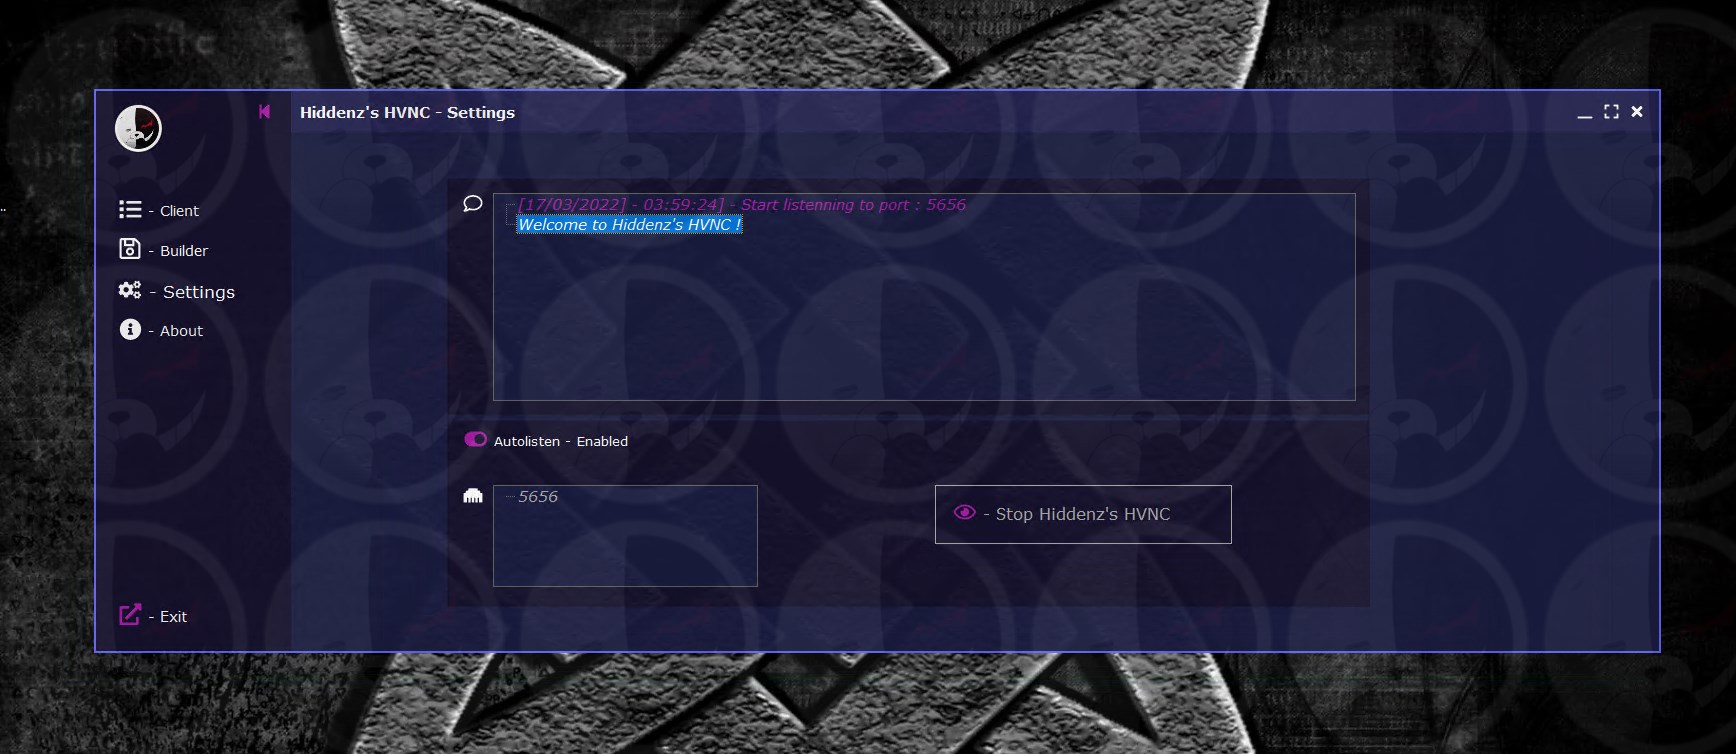 Hiddenz's HVNC - Settings
- Client
- Builder
- Settings
- About
- Exit
[17/03/2022] - 03:59:24] - Start listenning to port : 5656
Welcome to Hiddenz's HVNC !
Autolisten - Enabled
5656
- Stop Hiddenz's HVNC